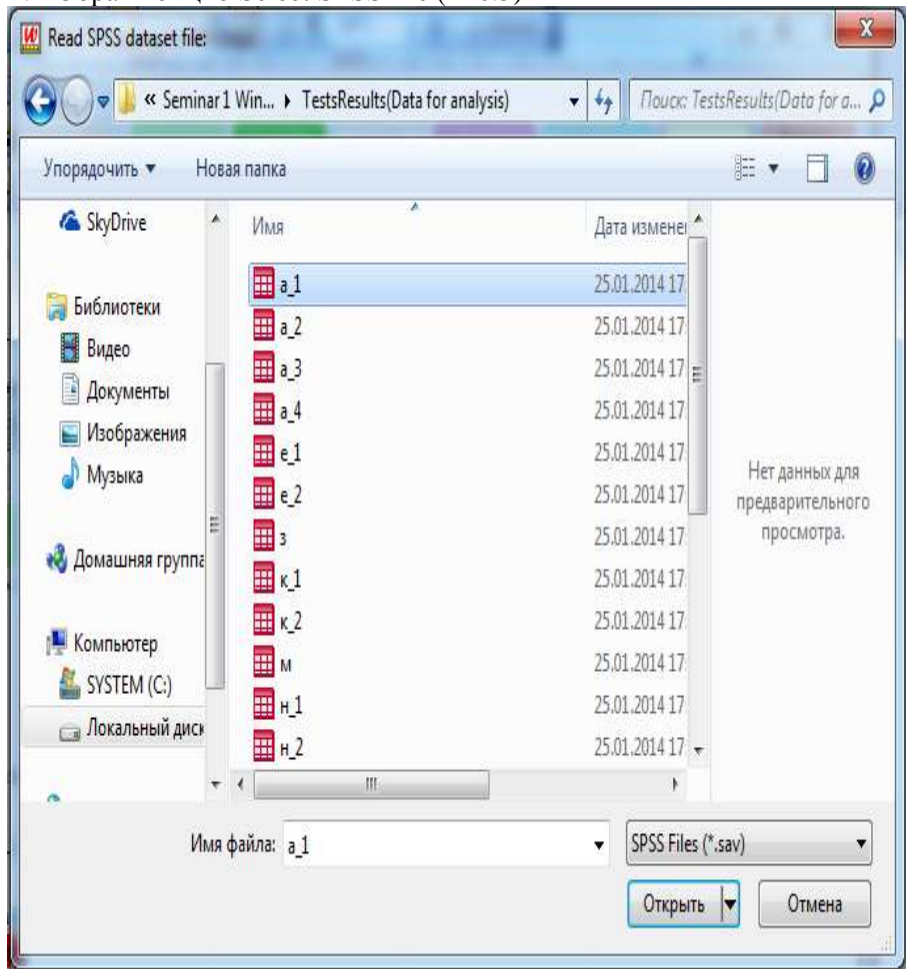 Select SPSS File (
Read SPSS dataset file:
« Seminar 1 Win... ▸ TestsResults(Data for analysis)
Поиск: TestsResults(Data for a...
Упорядочить
Новая папка
Имя
Дата изменен
SkyDrive
Библиотеки
Видео
Документы
Изображения
Музыка
Домашняя группа
Компьютер
SYSTEM (C:)
Локальный диск
а_1 25.01.2014 17
а_2 25.01.2014 17
а_3 25.01.2014 17
а_4 25.01.2014 17
е_1 25.01.2014 17
е_2 25.01.2014 17
з 25.01.2014 17
к_1 25.01.2014 17
к_2 25.01.2014 17
м 25.01.2014 17
н_1 25.01.2014 17
н_2 25.01.2014 17
Нет данных для
предварительного
просмотра.
Имя файла: а_1
SPSS Files (*.sav)
Открыть
Отмена